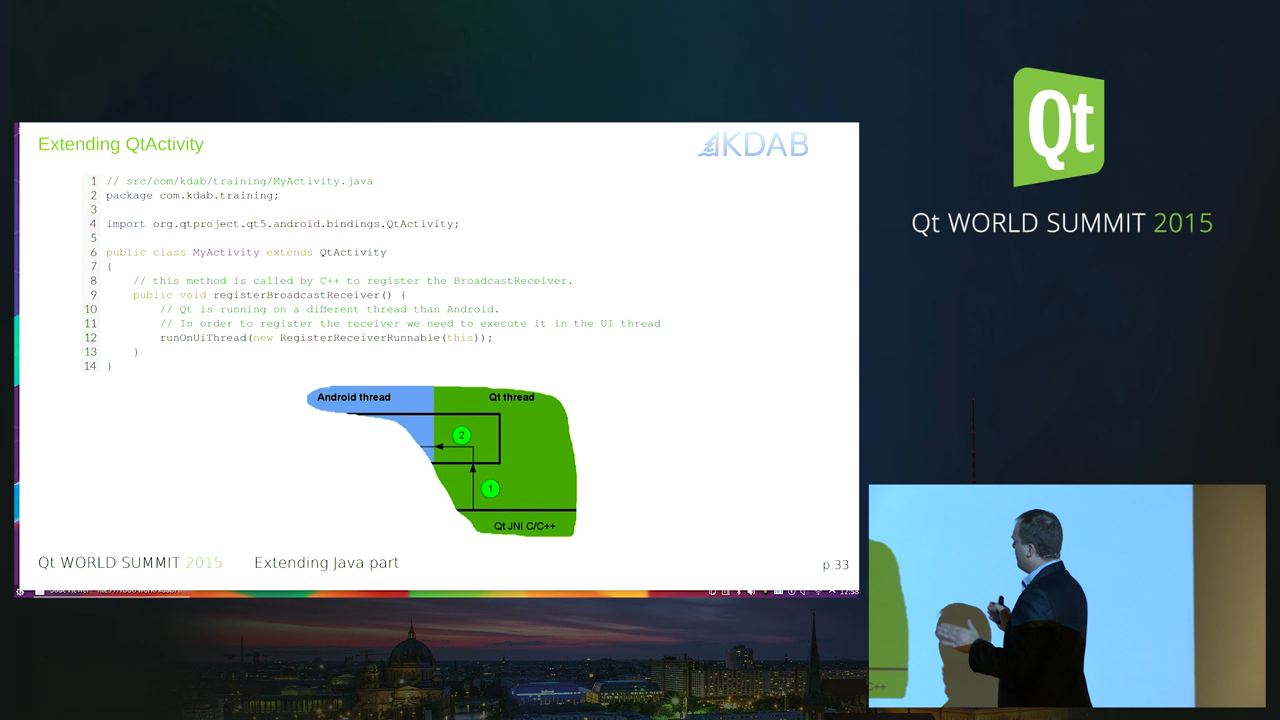 Extending QtActivity
KDAB
1 // src/com/kdab/training/MyActivity.java
2 package com.kdab.training;
3
4 import org.qtproject.qt5.android.bindings.QtActivity;
5
6 public class MyActivity extends QtActivity
7 {
8 // this method is called by C++ to register the BroadcastReceiver.
9 public void registerBroadcastReceiver() {
10 // Qt is running on a different thread than Android.
11 // In order to register the receiver we need to execute it in the UI thread
12 runOnUiThread(new RegisterReceiverRunnable(this));
13 }
14 }
Android thread
Qt thread
2
1
Qt JNI C/C++
Qt WORLD SUMMIT 2015
Extending Java part
p.33
12:58
Qt
Qt WORLD SUMMIT 2015
C++